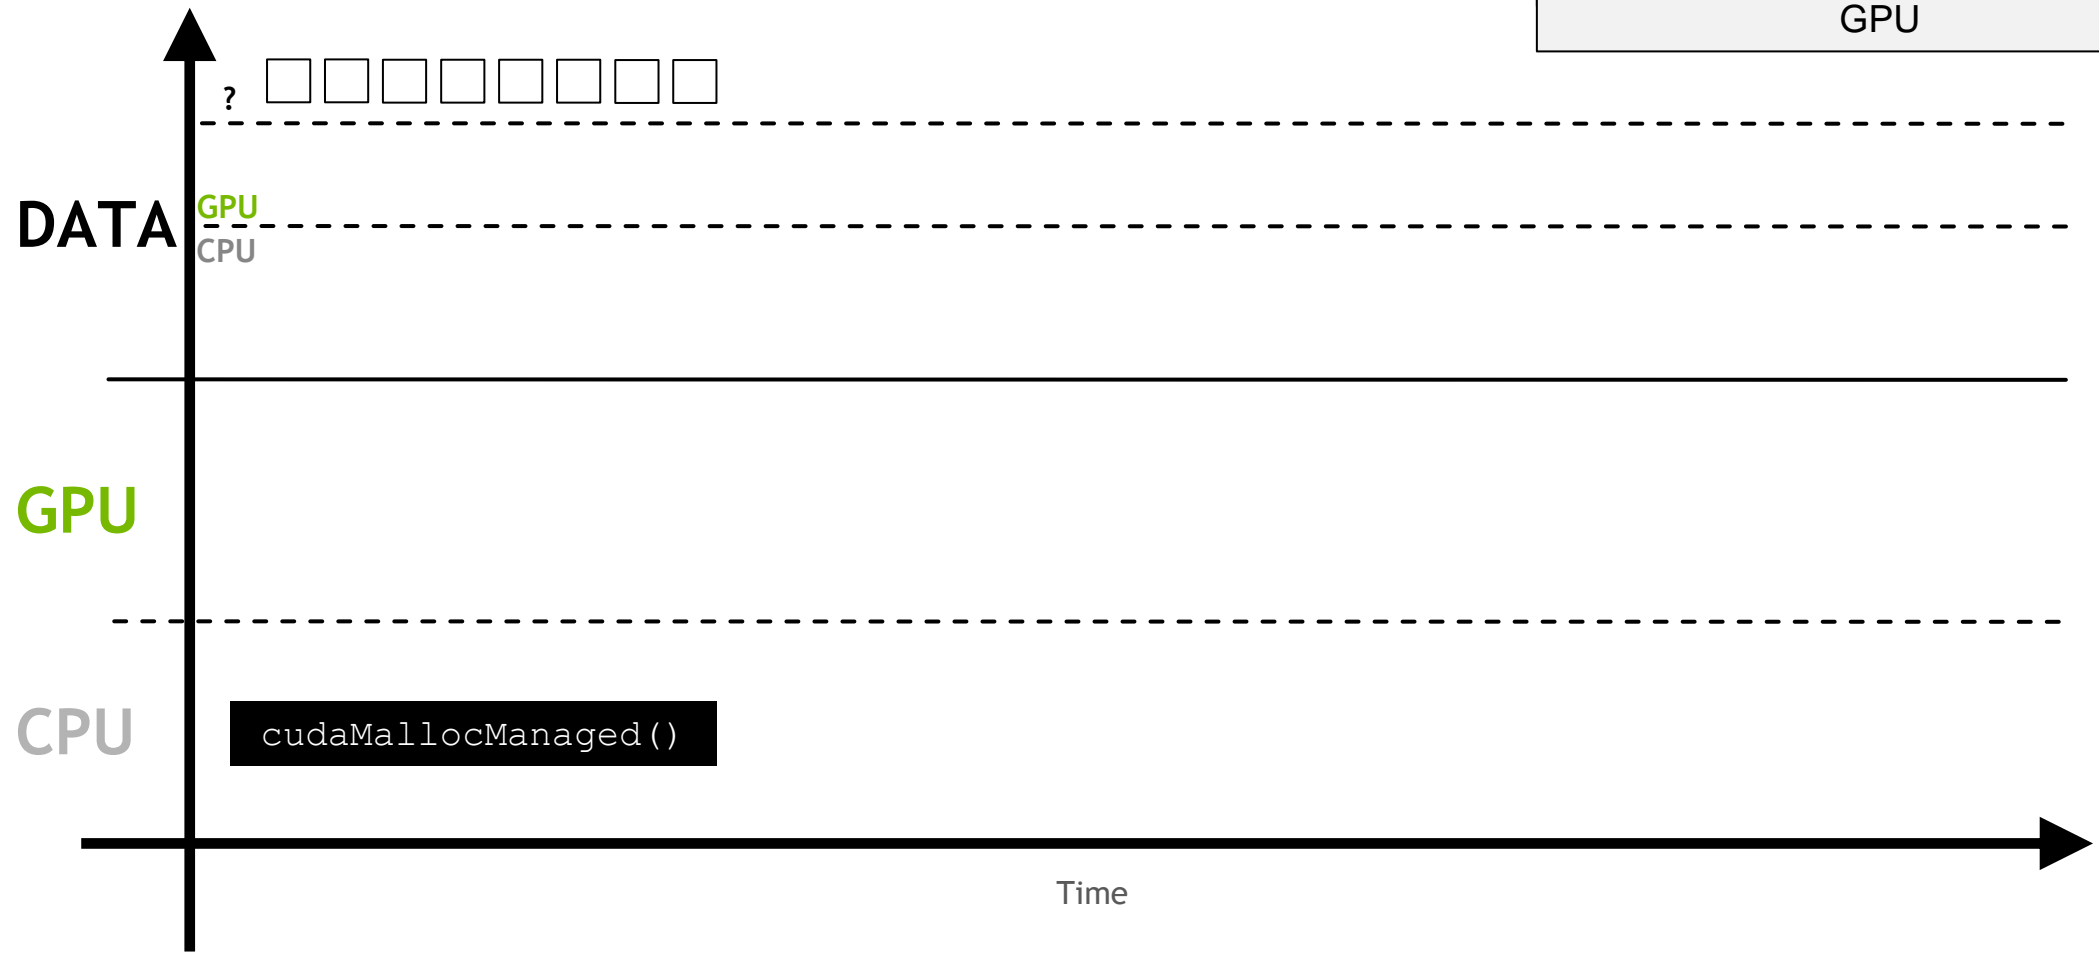 GPU
?
GPU
DATA
CPU
GPU
CPU
cudaMallocManaged()
Time